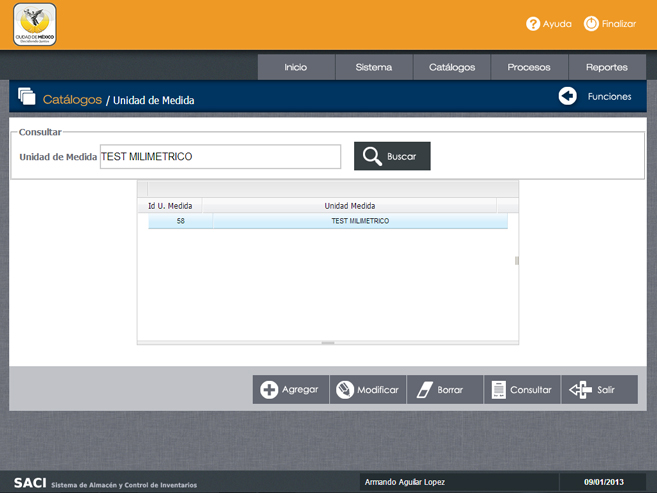 CIUDAD DE MÉXICO
Ayuda
Finalizar
Inicio
Sistema
Catálogos
Procesos
Reportes
Catálogos / Unidad de Medida
Funciones
Consultar
Unidad de Medida TEST MILIMETRICO
Buscar
Id U. Medida Unidad Medida
58 TEST MILIMETRICO
Agregar
Modificar
Borrar
Consultar
Salir
SACI Sistema de Almacén y Control de Inventarios
Armando Aguilar Lopez
09/01/2013